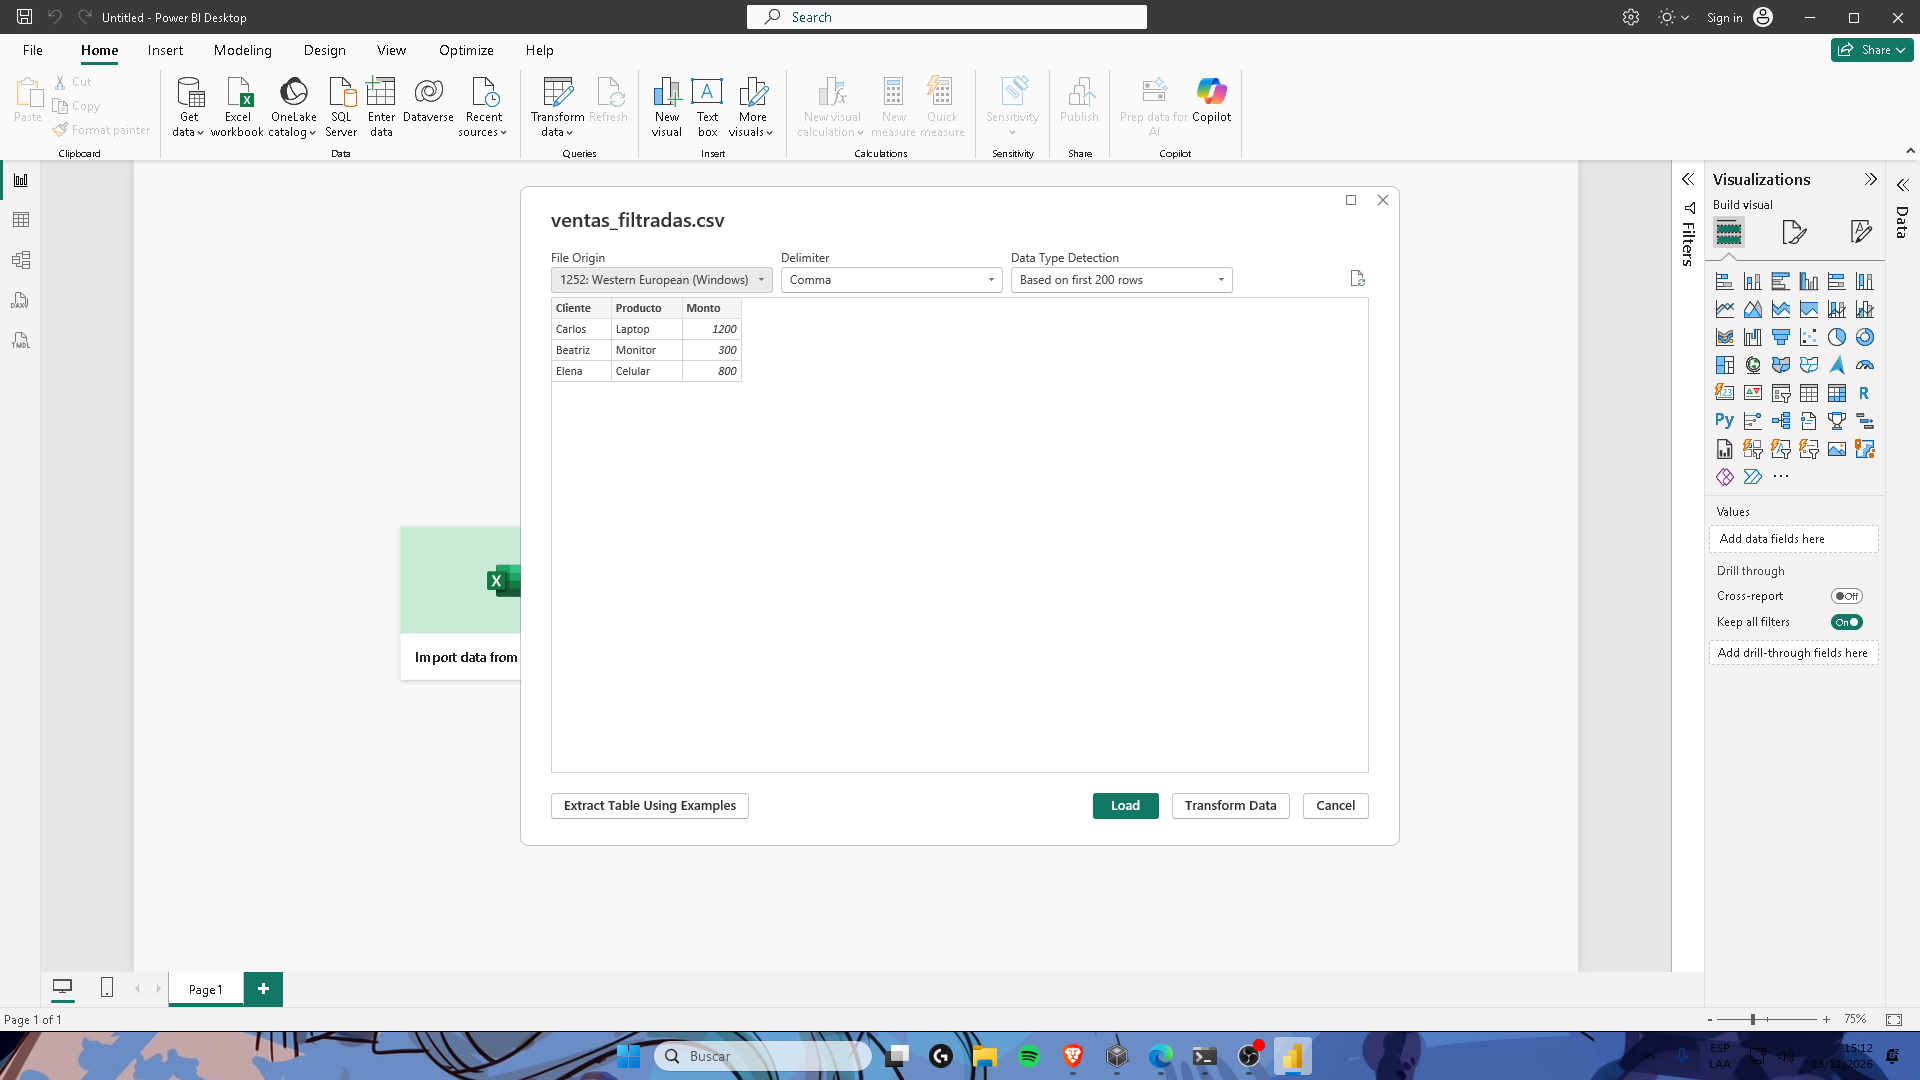 Untitled - Power BI Desktop
Search
Sign in
File
Home
Insert
Modeling
Design
View
Optimize
Help
Share
Paste
Cut
Copy
Format painter
Clipboard
Get data
Excel workbook
OneLake catalog
SQL Server
Enter data
Dataverse
Recent sources
Data
Transform data
Refresh
Queries
New visual
Text box
More visuals
Insert
New visual calculation
New measure
Quick measure
Calculations
Sensitivity
Sensitivity
Publish
Share
Prep data for AI
Copilot
Copilot
ventas_filtradas.csv
File Origin
Delimiter
Data Type Detection
1252: Western European (Windows)
Comma
Based on first 200 rows
Cliente Producto Monto
Carlos Laptop 1200
Beatriz Monitor 300
Elena Celular 800
Extract Table Using Examples
Load
Transform Data
Cancel
Import data from
Filters
Visualizations
Build visual
Data
DAX
TMDL
123
R
Py
Values
Add data fields here
Drill through
Cross-report
Off
Keep all filters
On
Add drill-through fields here
Page 1
Page 1 of 1
- + 75%
Buscar
ESP
LAA
15:12
23/11/2026